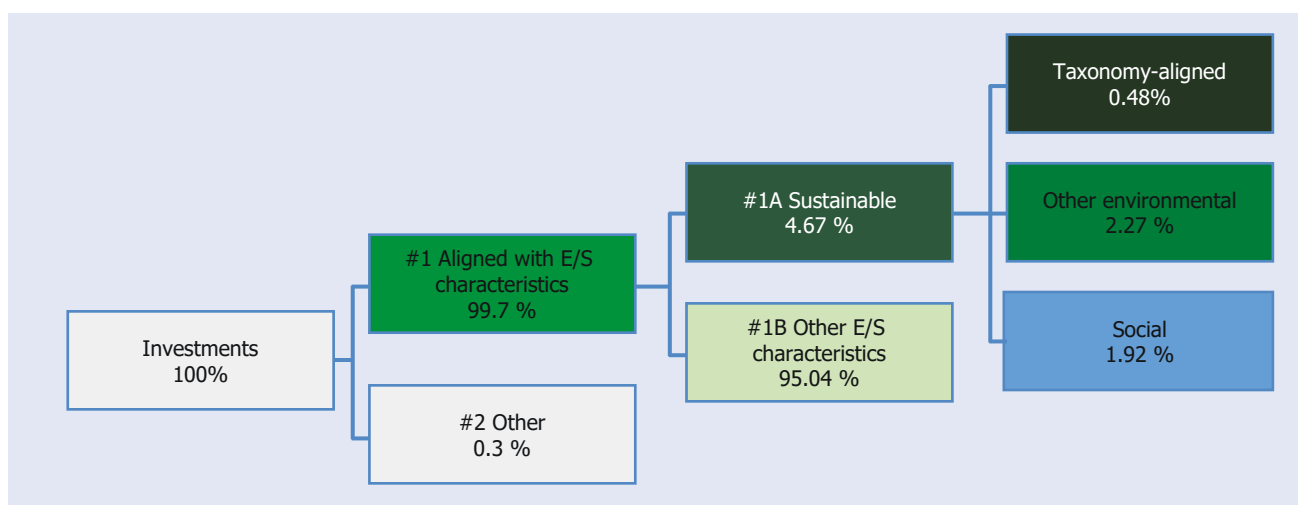 Investments
100%
#1 Aligned with E/S
characteristics
99.7 %
#2 Other
0.3 %
#1A Sustainable
4.67 %
#1B Other E/S
characteristics
95.04 %
Taxonomy-aligned
0.48%
Other environmental
2.27 %
Social
1.92 %